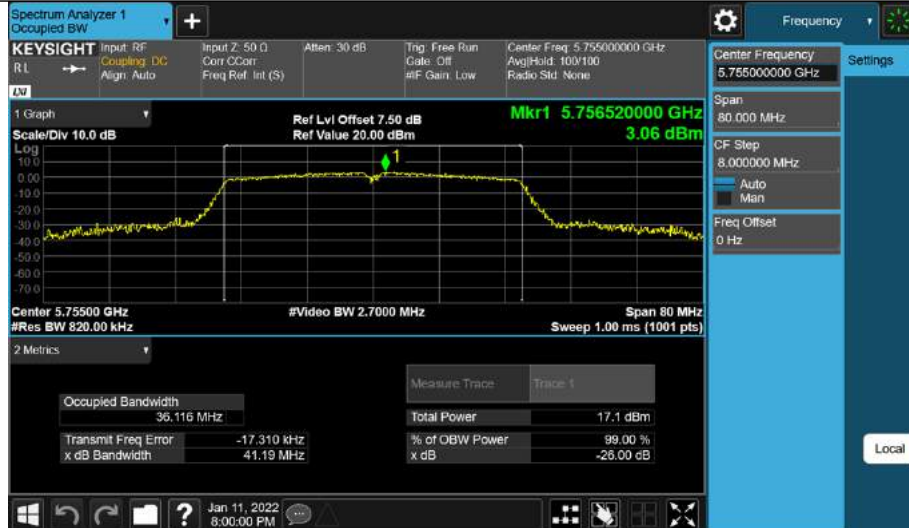 Spectrum Analyzer 1
Occupied BW
Frequency
KEYSIGHT
RL
LXI
Input: RF
Coupling: DC
Align: Auto
Input Z: 50 Ω
Corr CCorr
Freq Ref: Int (S)
Atten: 30 dB
Trig: Free Run
Gate: Off
#IF Gain: Low
Center Freq: 5.755000000 GHz
Avg|Hold: 100/100
Radio Std: None
Center Frequency
5.755000000 GHz
Settings
Span
80.000 MHz
CF Step
8.000000 MHz
Auto
Man
Freq Offset
0 Hz
Local
1 Graph
Scale/Div 10.0 dB
Ref Lvl Offset 7.50 dB
Ref Value 20.00 dBm
Mkr1 5.756520000 GHz
3.06 dBm
Log
10.0
0.00
-10.0
-20.0
-30.0
-40.0
-50.0
-60.0
-70.0
1
Center 5.75500 GHz
#Res BW 820.00 kHz
#Video BW 2.7000 MHz
Span 80 MHz
Sweep 1.00 ms (1001 pts)
2 Metrics
Measure Trace
Trace 1
Occupied Bandwidth
36.116 MHz
Total Power
17.1 dBm
Transmit Freq Error
-17.310 kHz
% of OBW Power
99.00 %
x dB Bandwidth
41.19 MHz
x dB
-26.00 dB
?
Jan 11, 2022
8:00:00 PM